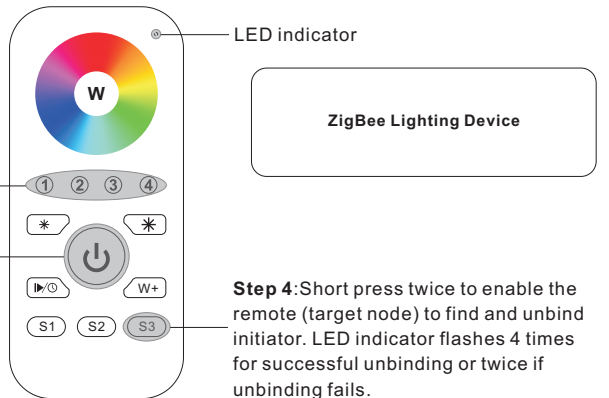 LED indicator
W
ZigBee Lighting Device
1 2 3 4
W+
S1 S2 S3
Step 4:Short press twice to enable the
remote (target node) to find and unbind
initiator. LED indicator flashes 4 times
for successful unbinding or twice if
unbinding fails.